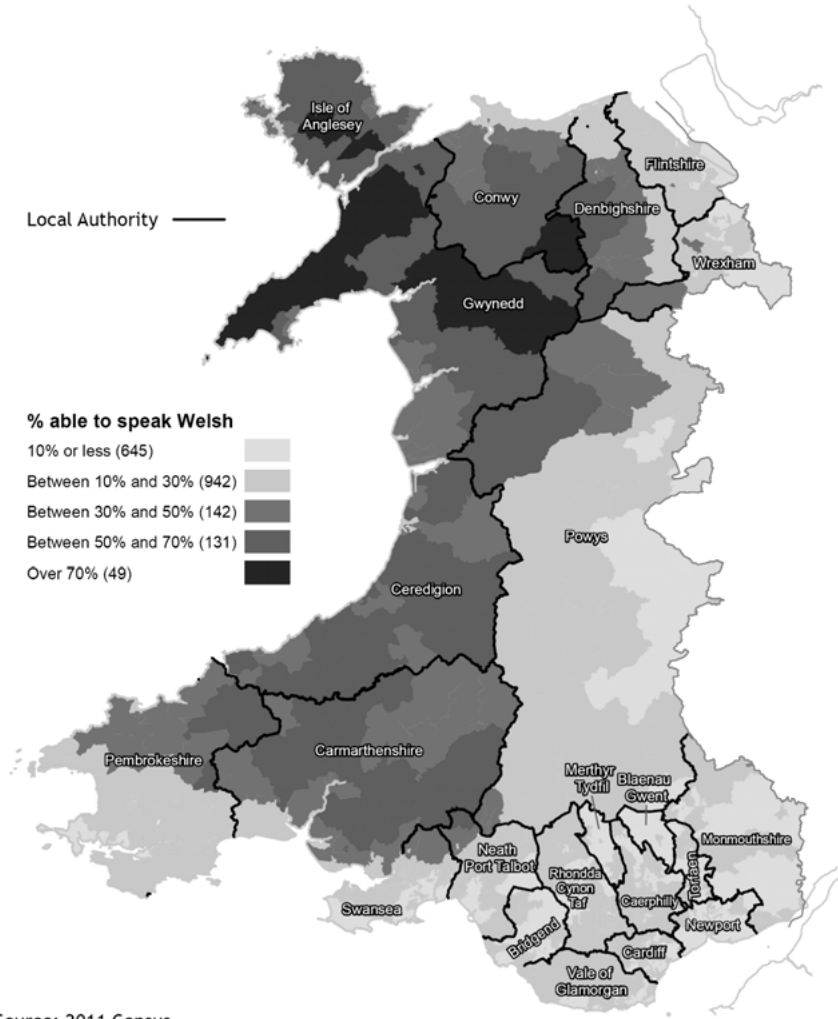 Isle of
Anglesey
Flintshire
Conwy
Denbighshire
Local Authority
Wrexham
Gwynedd
% able to speak Welsh
10% or less (645)
Between 10% and 30% (942)
Between 30% and 50% (142)
Between 50% and 70% (131)
Over 70% (49)
Powys
Ceredigion
Carmarthenshire
Pembrokeshire
Merthyr
Tydfil
Blaenau
Gwent
Monmouthshire
Neath
Port Talbot
Torfaen
Rhondda
Cynon
Taf
Caerphilly
Swansea
Newport
Bridgend
Cardiff
Vale of
Glamorgan
Source: 2011 Census